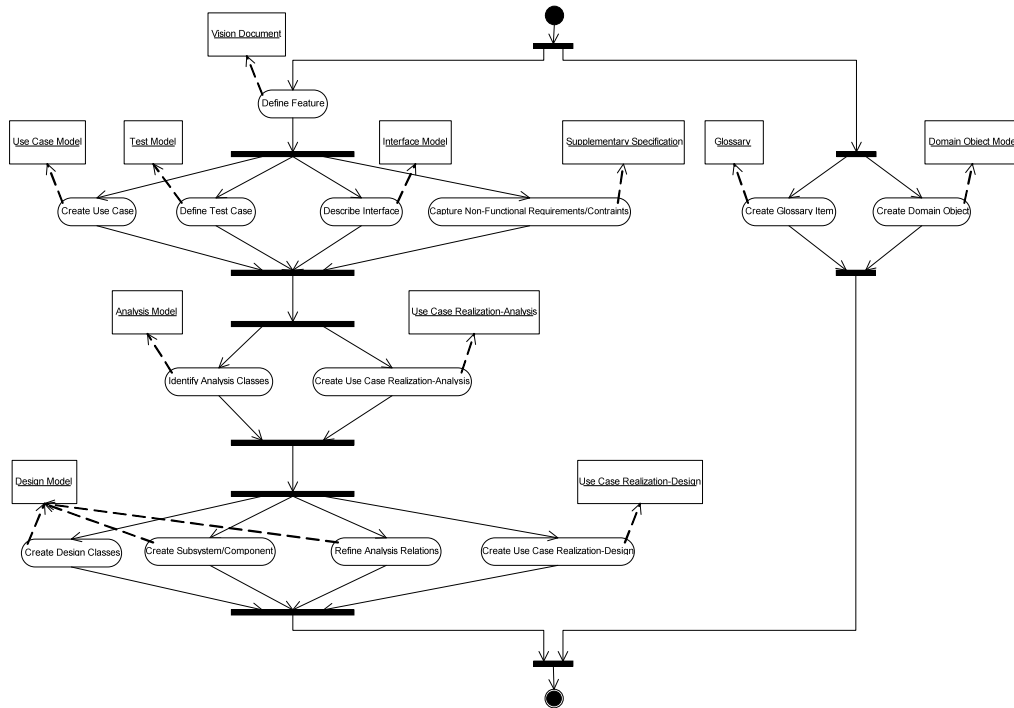 Vision Document
Define Feature
Use Case Model
Test Model
Interface Model
Supplementary Specification
Glossary
Domain Object Model
Create Use Case
Define Test Case
Describe Interface
Capture Non-Functional Requirements/Contraints
Create Glossary Item
Create Domain Object
Analysis Model
Use Case Realization-Analysis
Identify Analysis Classes
Create Use Case Realization-Analysis
Design Model
Use Case Realization-Design
Create Design Classes
Create Subsystem/Component
Refine Analysis Relations
Create Use Case Realization-Design